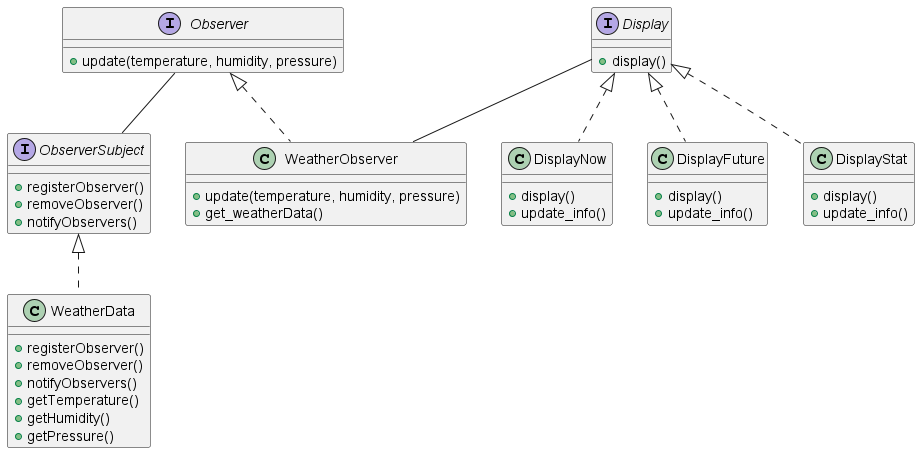 I Observer
update(temperature, humidity, pressure)
I Display
display()
I ObserverSubject
registerObserver()
removeObserver()
notifyObservers()
C WeatherObserver
update(temperature, humidity, pressure)
get_weatherData()
C DisplayNow
display()
update_info()
C DisplayFuture
display()
update_info()
C DisplayStat
display()
update_info()
C WeatherData
registerObserver()
removeObserver()
notifyObservers()
getTemperature()
getHumidity()
getPressure()